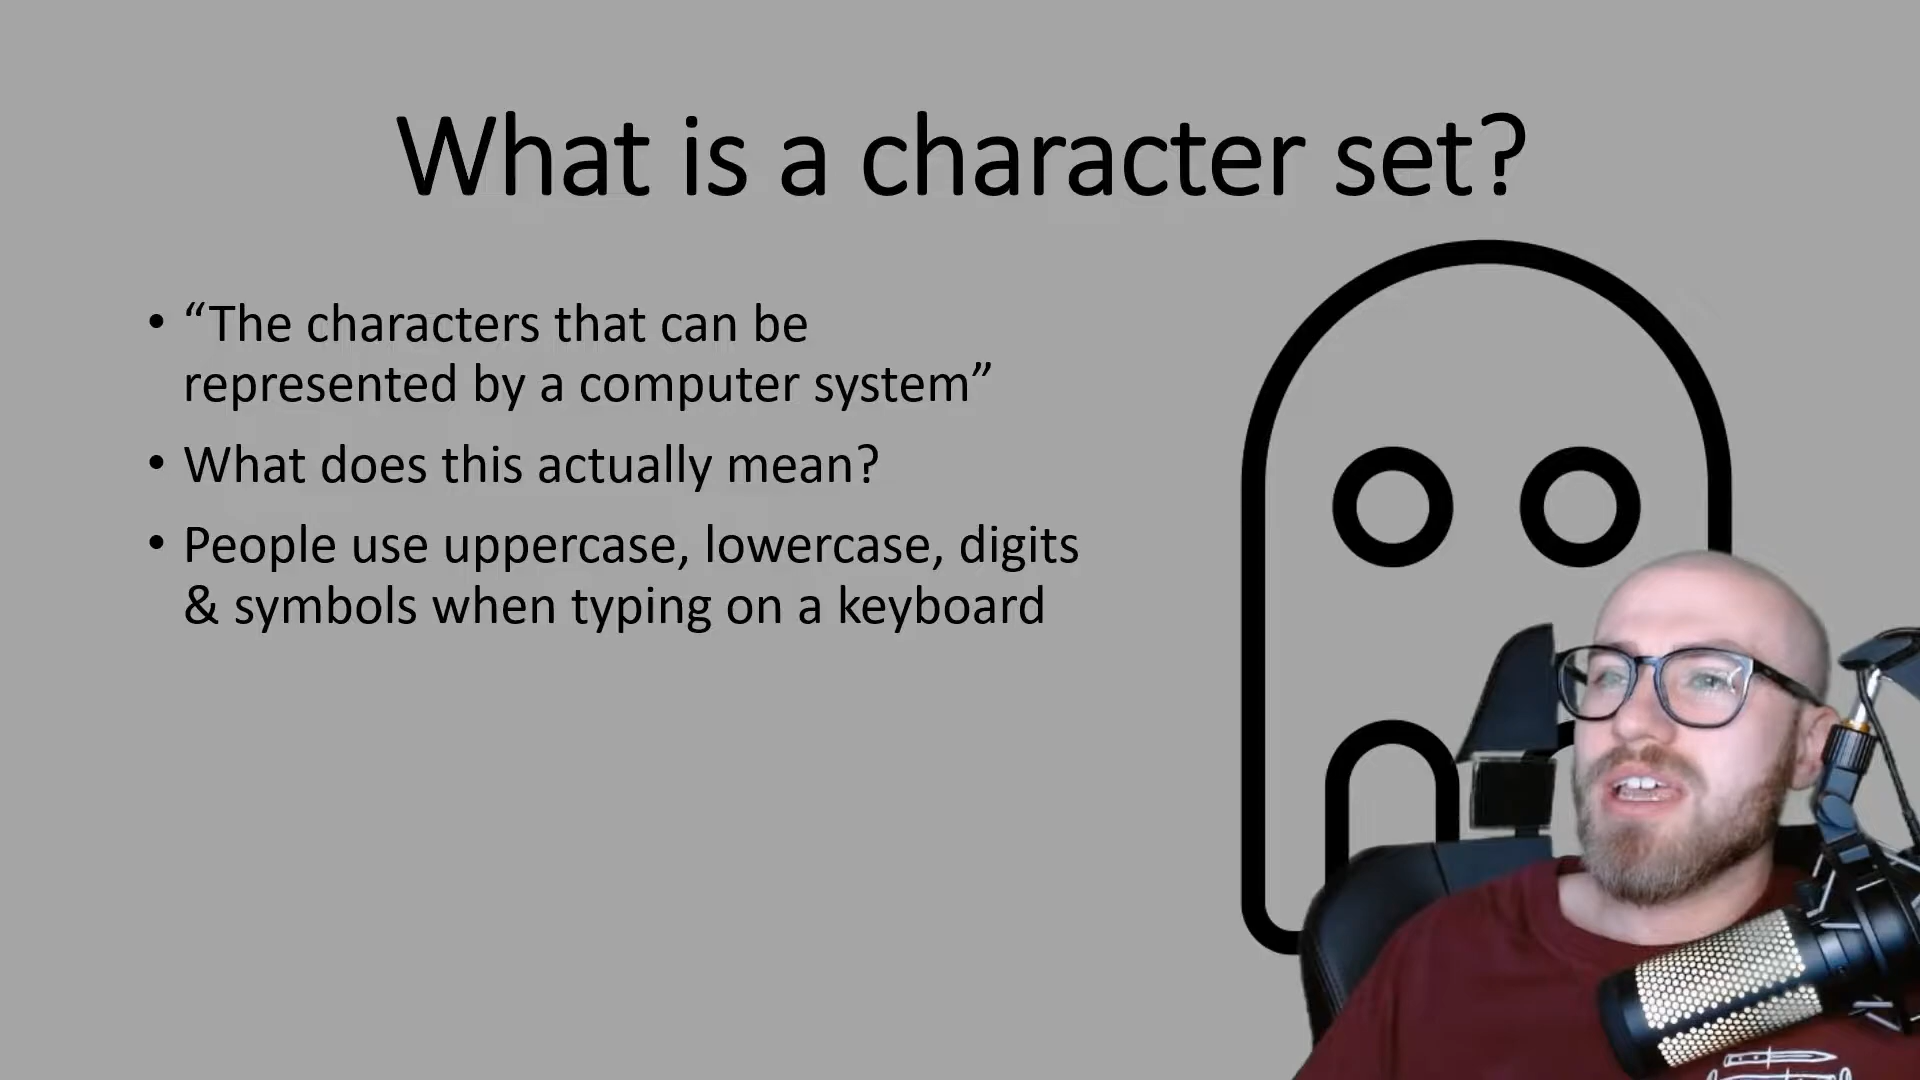 What is a character set?
• “The characters that can be
represented by a computer system”
• What does this actually mean?
• People use uppercase, lowercase, digits
& symbols when typing on a keyboard